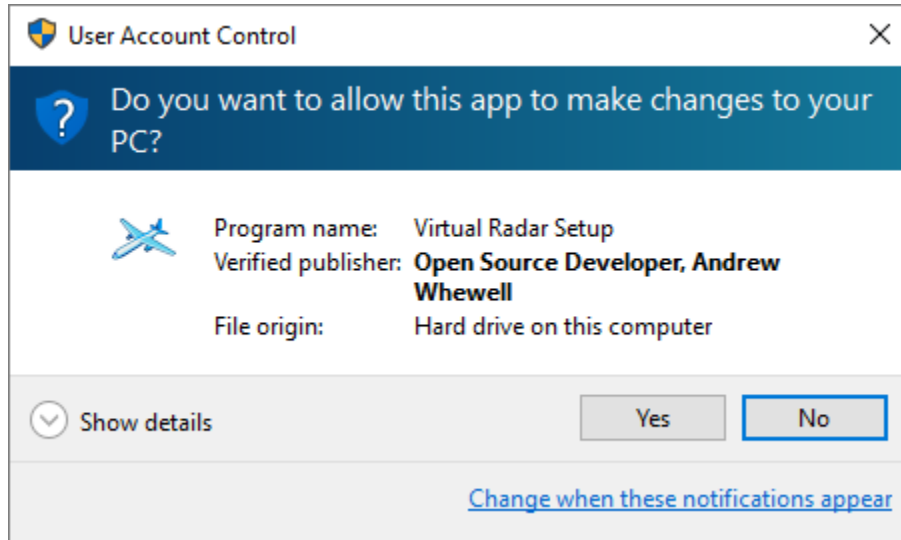 User Account Control
Do you want to allow this app to make changes to your
PC?
Program name: Virtual Radar Setup
Verified publisher: Open Source Developer, Andrew
Whewell
File origin: Hard drive on this computer
Show details
Yes No
Change when these notifications appear